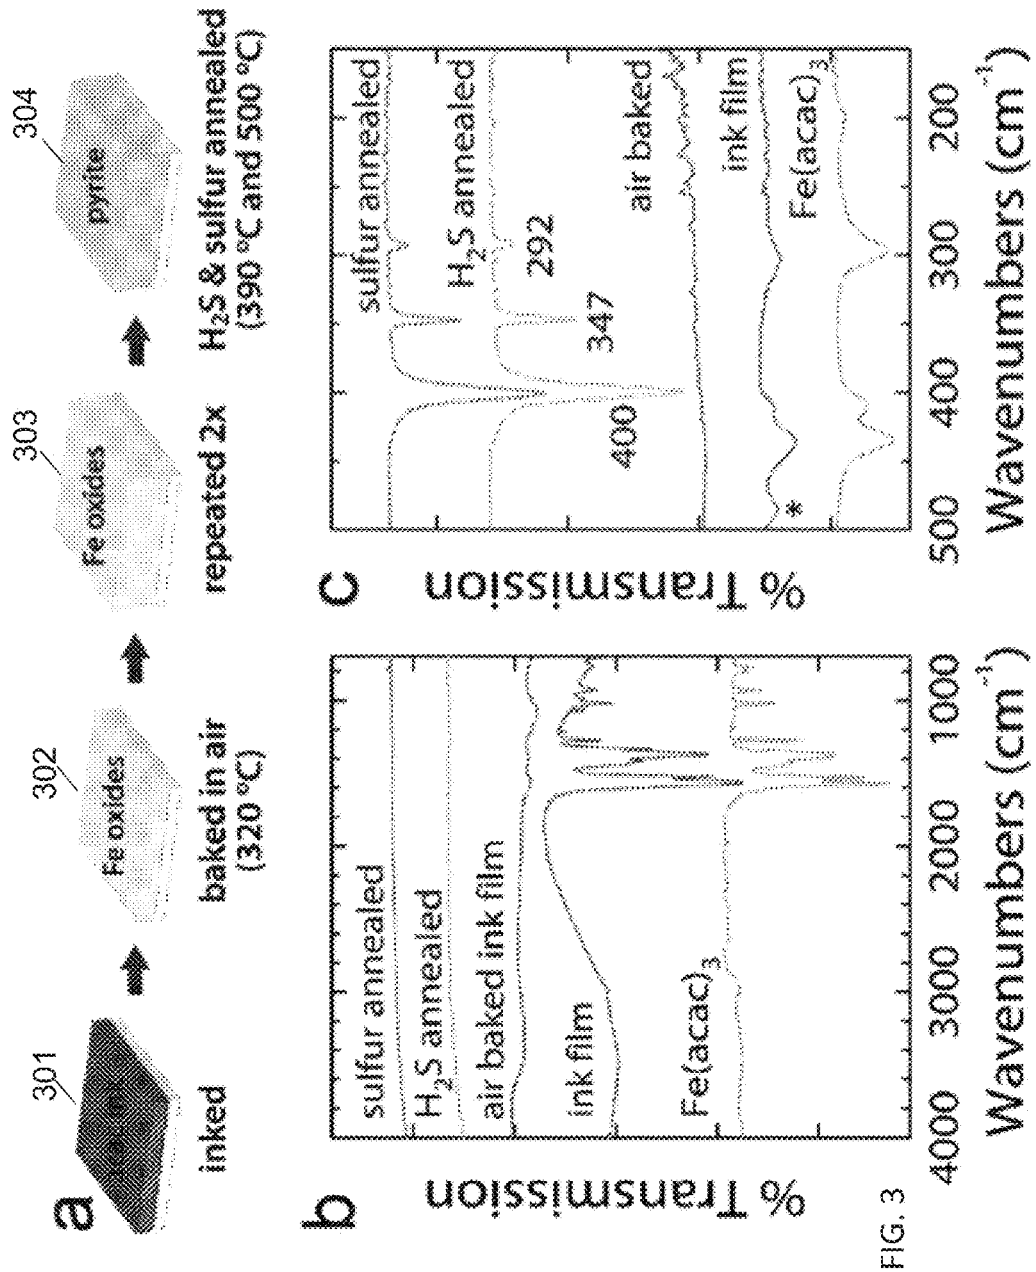 a
301
302
303
304
Fe oxides
Fe oxides
pyrite
inked
baked in air
(320 °C)
repeated 2x
H₂S & sulfur annealed
(390 °C and 500 °C)
b
% Transmission
sulfur annealed
H₂S annealed
air baked ink film
ink film
Fe(acac)₃
4000
3000
2000
1000
Wavenumbers (cm⁻¹)
c
% Transmission
sulfur annealed
H₂S annealed
292
347
400
air baked
ink film
*
Fe(acac)₃
500
400
300
200
Wavenumbers (cm⁻¹)
FIG. 3